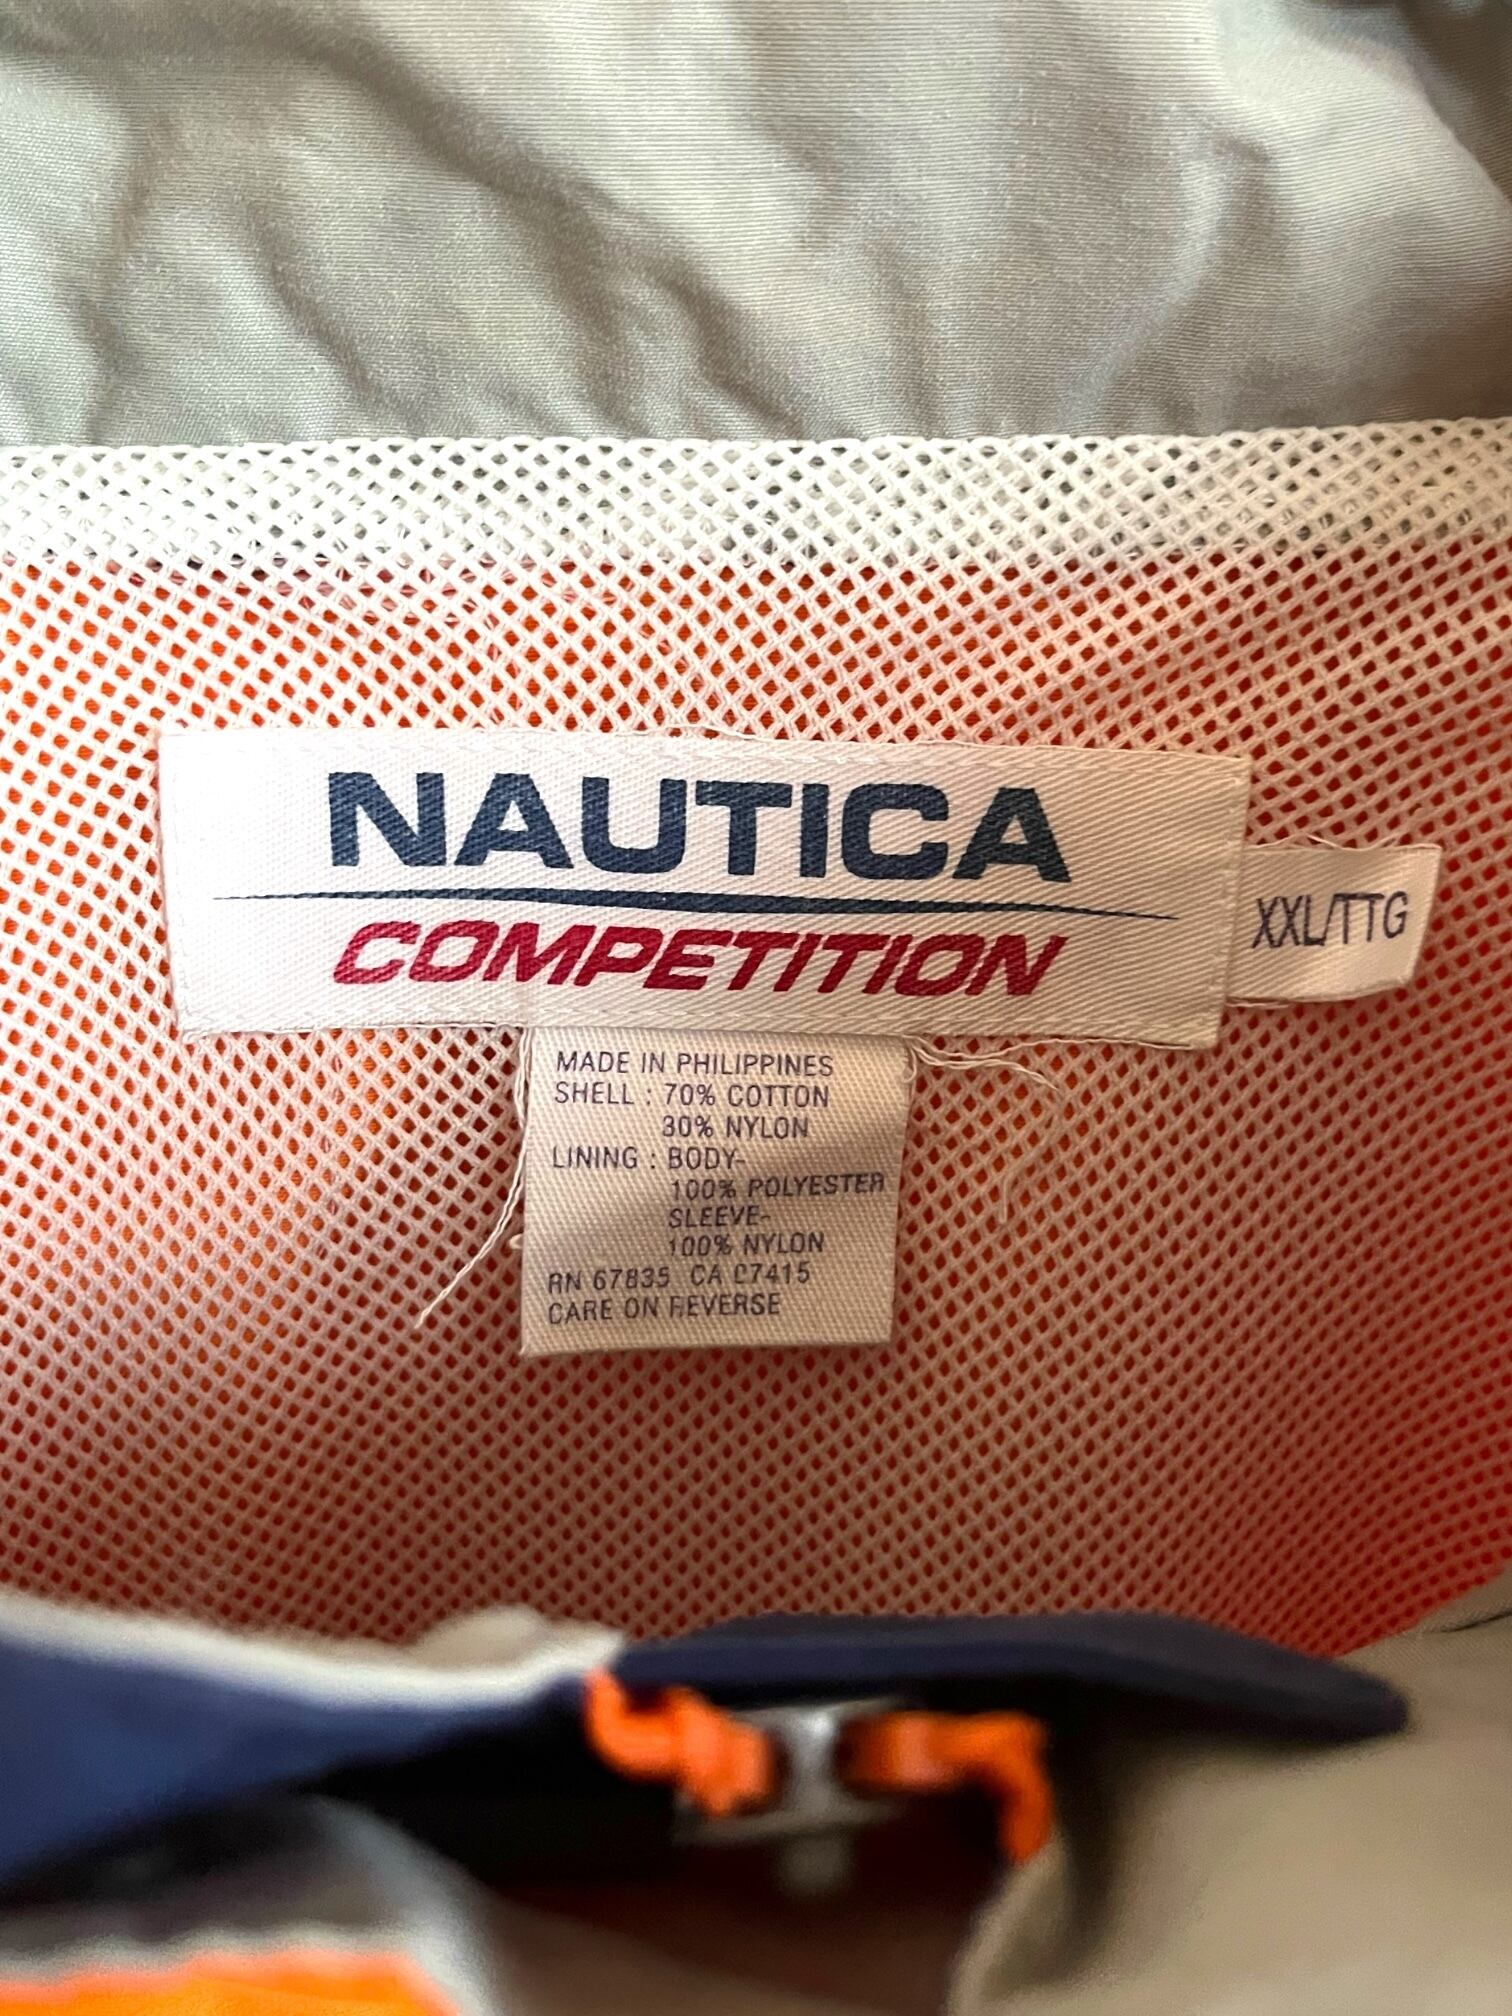 NAUTICA
COMPETITION
XXL/TTG
MADE IN PHILIPPINES
SHELL : 70% COTTON
30% NYLON
LINING : BODY-
100% POLYESTER
SLEEVE-
100% NYLON
RN 67835 CA 07415
CARE ON REVERSE